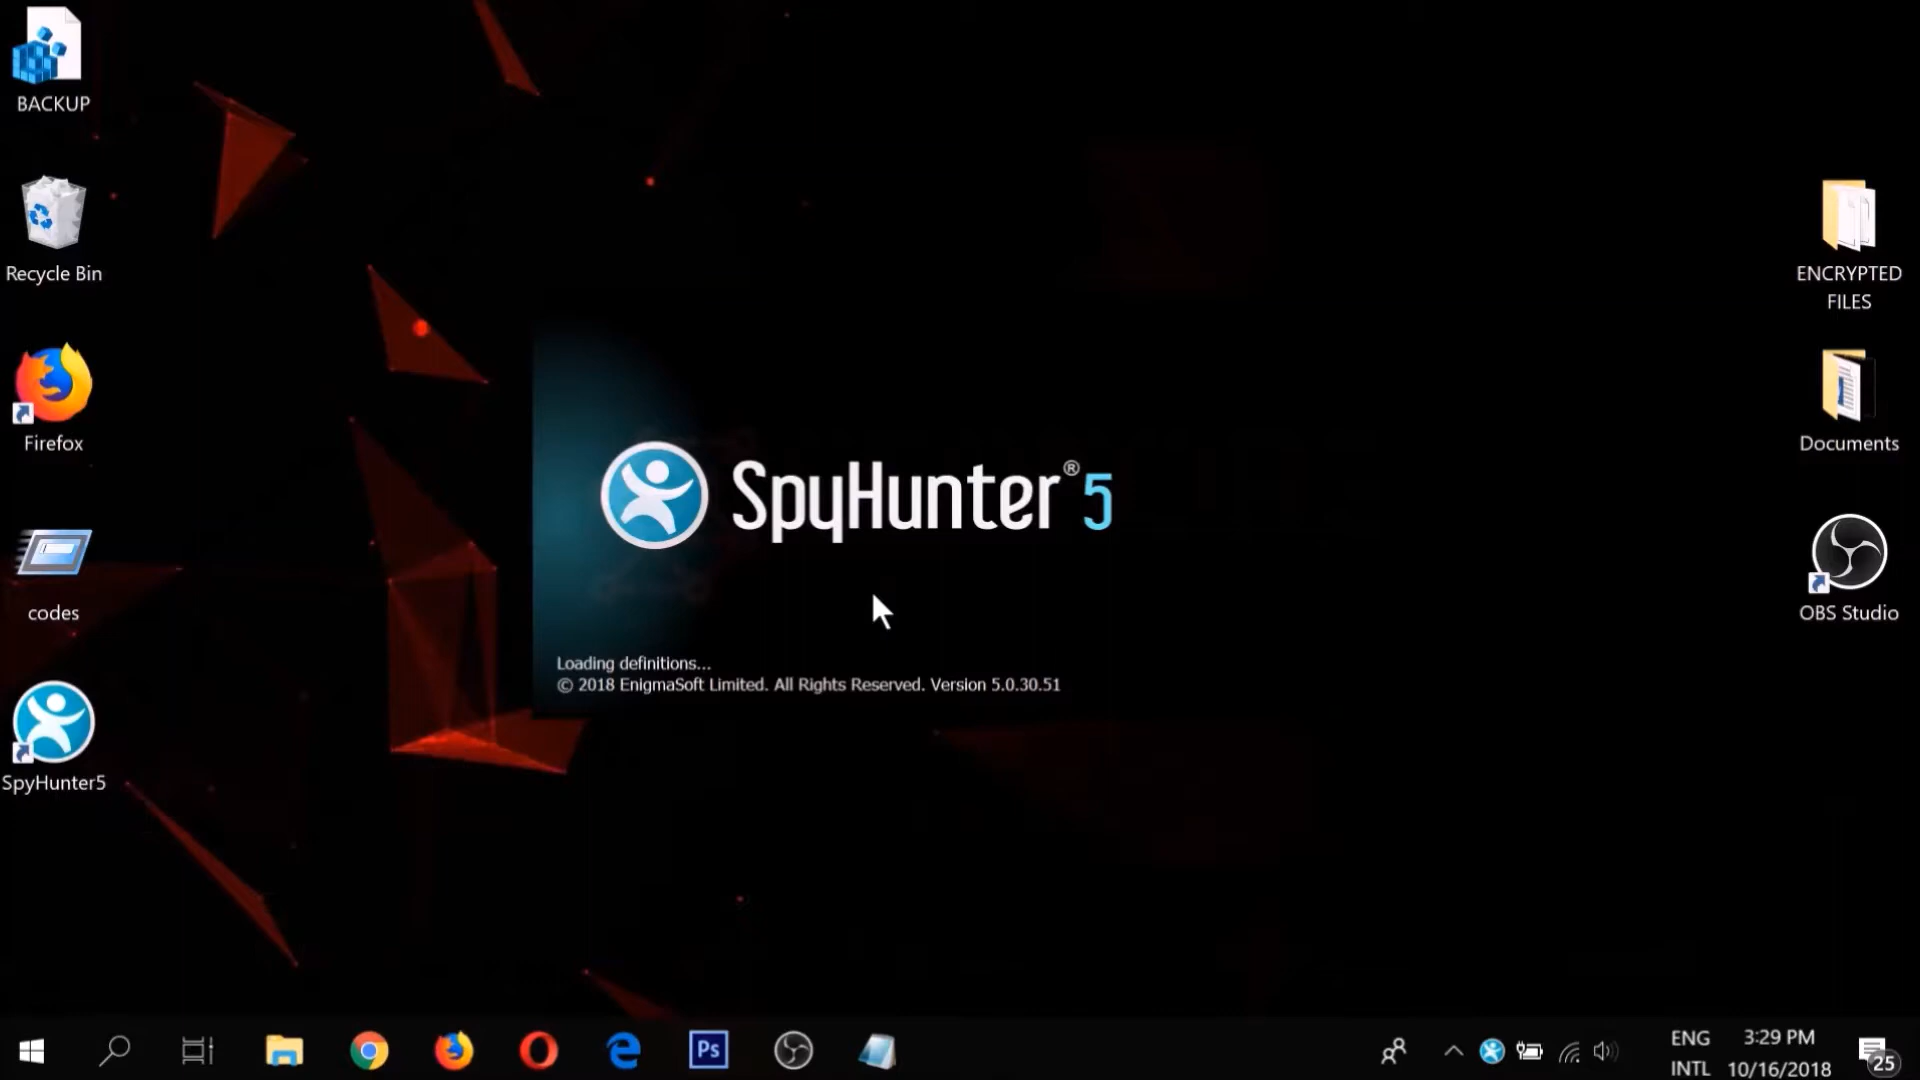 BACKUP
Recycle Bin
Firefox
codes
SpyHunter5
SpyHunter®5
Loading definitions...
© 2018 EnigmaSoft Limited. All Rights Reserved. Version 5.0.30.51
ENCRYPTED
FILES
Documents
OBS Studio
Ps
ENG
INTL
3:29 PM
10/16/2018
25